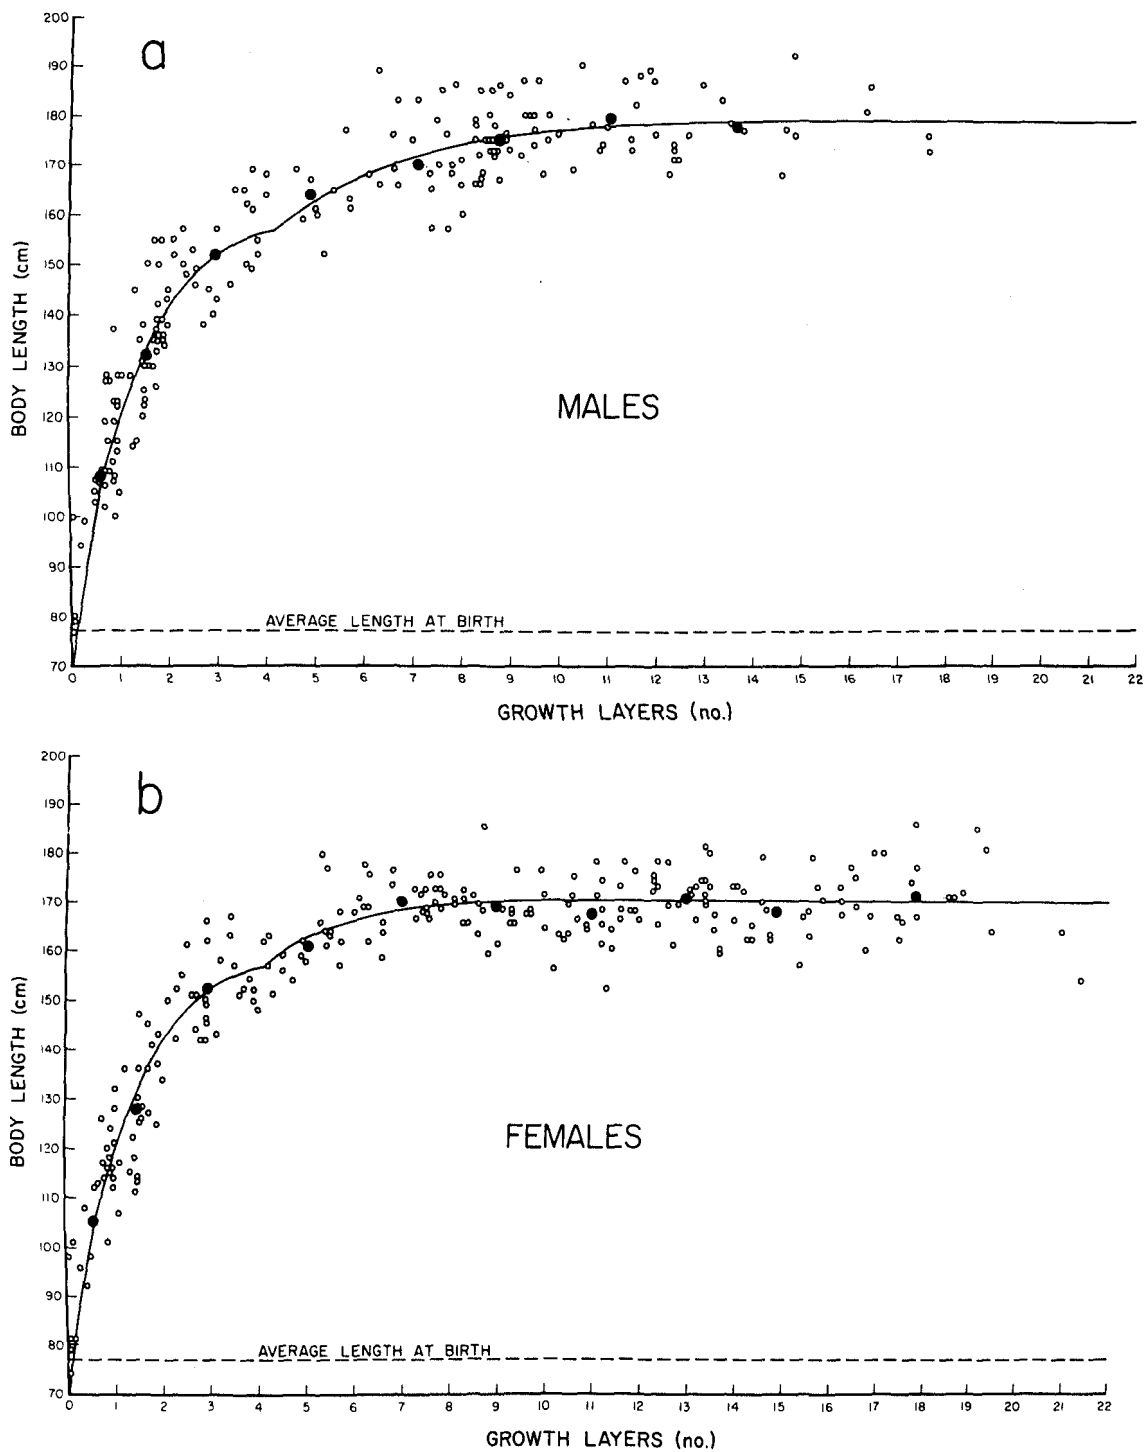 a
200
190
180
170
160
150
140
130
120
110
100
90
80
70
BODY LENGTH (cm)
MALES
AVERAGE LENGTH AT BIRTH
0 1 2 3 4 5 6 7 8 9 10 11 12 13 14 15 16 17 18 19 20 21 22
GROWTH LAYERS (no.)
b
200
190
180
170
160
150
140
130
120
110
100
90
80
70
BODY LENGTH (cm)
FEMALES
AVERAGE LENGTH AT BIRTH
0 1 2 3 4 5 6 7 8 9 10 11 12 13 14 15 16 17 18 19 20 21 22
GROWTH LAYERS (no.)